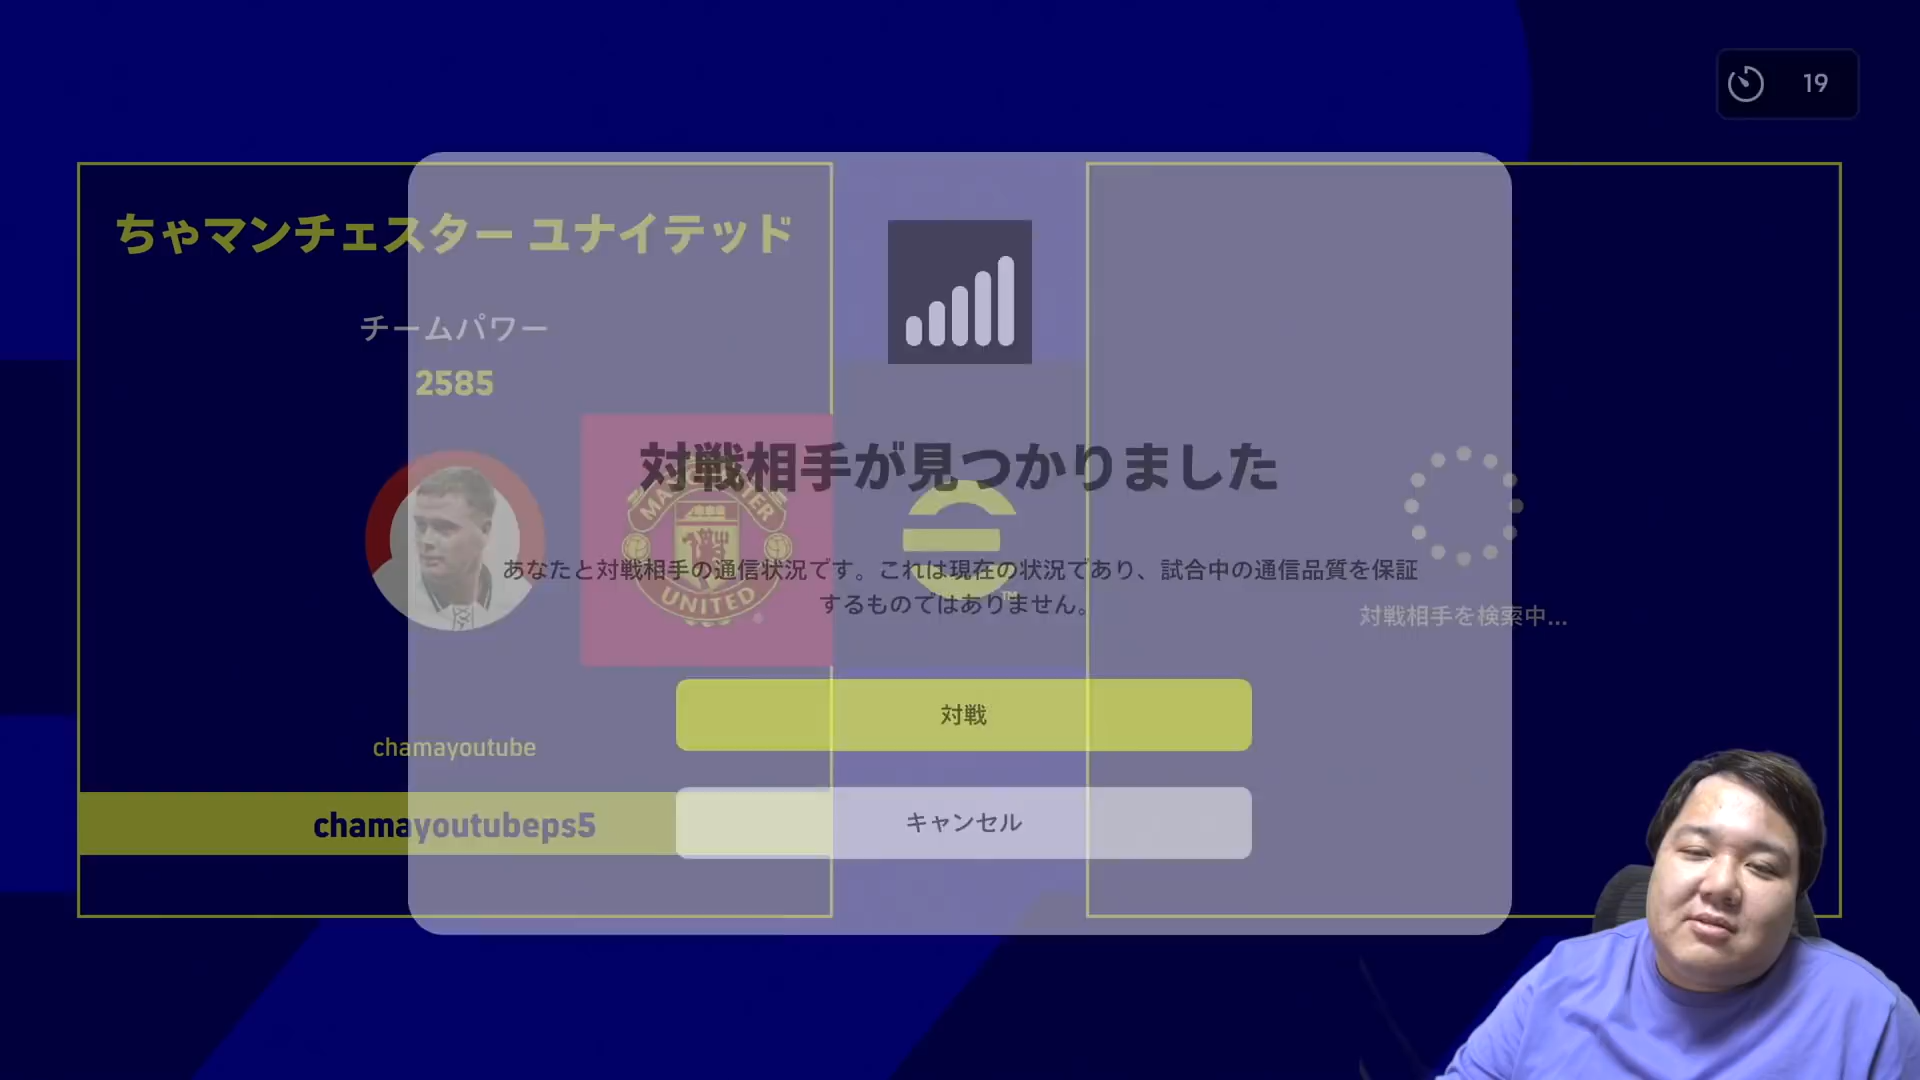 19
ちゃマンチェスター ユナイテッド
チームパワー
2585
対戦相手が見つかりました
MANCHESTER
UNITED
あなたと対戦相手の通信状況です。これは現在の状況であり、試合中の通信品質を保証
するものではありません。
TM
対戦相手を検索中...
対戦
chamayoutube
キャンセル
chamayoutubeps5